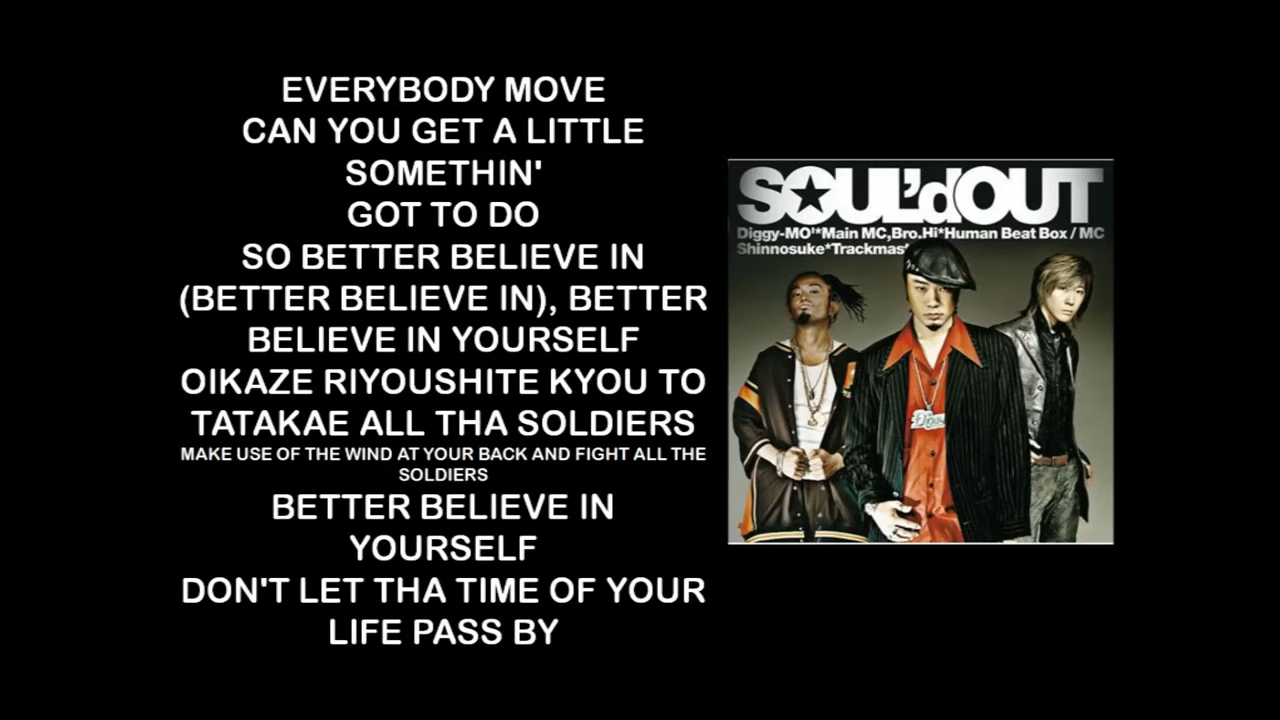 EVERYBODY MOVE
CAN YOU GET A LITTLE
SOMETHIN'
GOT TO DO
SO BETTER BELIEVE IN
(BETTER BELIEVE IN), BETTER
BELIEVE IN YOURSELF
OIKAZE RIYOUSHITE KYOU TO
TATAKAE ALL THA SOLDIERS
MAKE USE OF THE WIND AT YOUR BACK AND FIGHT ALL THE
SOLDIERS
BETTER BELIEVE IN
YOURSELF
DON'T LET THA TIME OF YOUR
LIFE PASS BY
SOUL'dOUT
Diggy-MO'*Main MC,Bro.Hi*Human Beat Box / MC
Shinnosuke*Trackmas